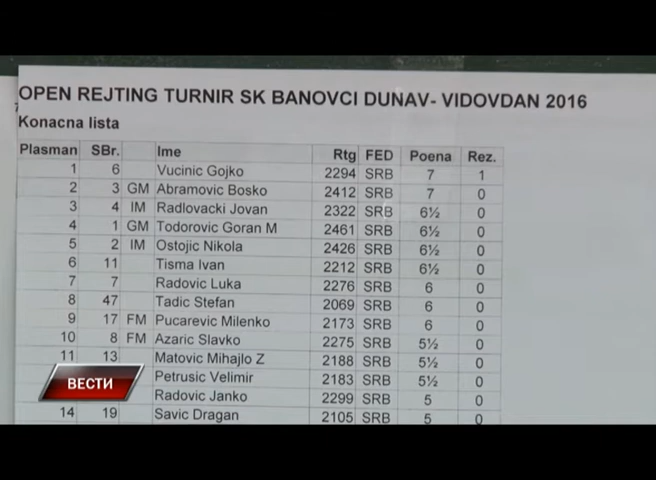 OPEN REJTING TURNIR SK BANOVCI DUNAV- VIDOVDAN 2016
Konacna lista
Plasman SBr. Ime Rtg FED Poena Rez.
1 6 Vucinic Gojko 2294 SRB 7 1
2 3 GM Abramovic Bosko 2412 SRB 7 0
3 4 IM Radlovacki Jovan 2322 SRB 6½ 0
4 1 GM Todorovic Goran M 2461 SRB 6½ 0
5 2 IM Ostojic Nikola 2426 SRB 6½ 0
6 11 Tisma Ivan 2212 SRB 6½ 0
7 7 Radovic Luka 2276 SRB 6 0
8 47 Tadic Stefan 2069 SRB 6 0
9 17 FM Pucarevic Milenko 2173 SRB 6 0
10 8 FM Azaric Slavko 2275 SRB 5½ 0
11 13 Matovic Mihajlo Z 2188 SRB 5½ 0
Petrusic Velimir 2183 SRB 5½ 0
Radovic Janko 2299 SRB 5 0
14 19 Savic Dragan 2105 SRB 5 0
ВЕСТИ